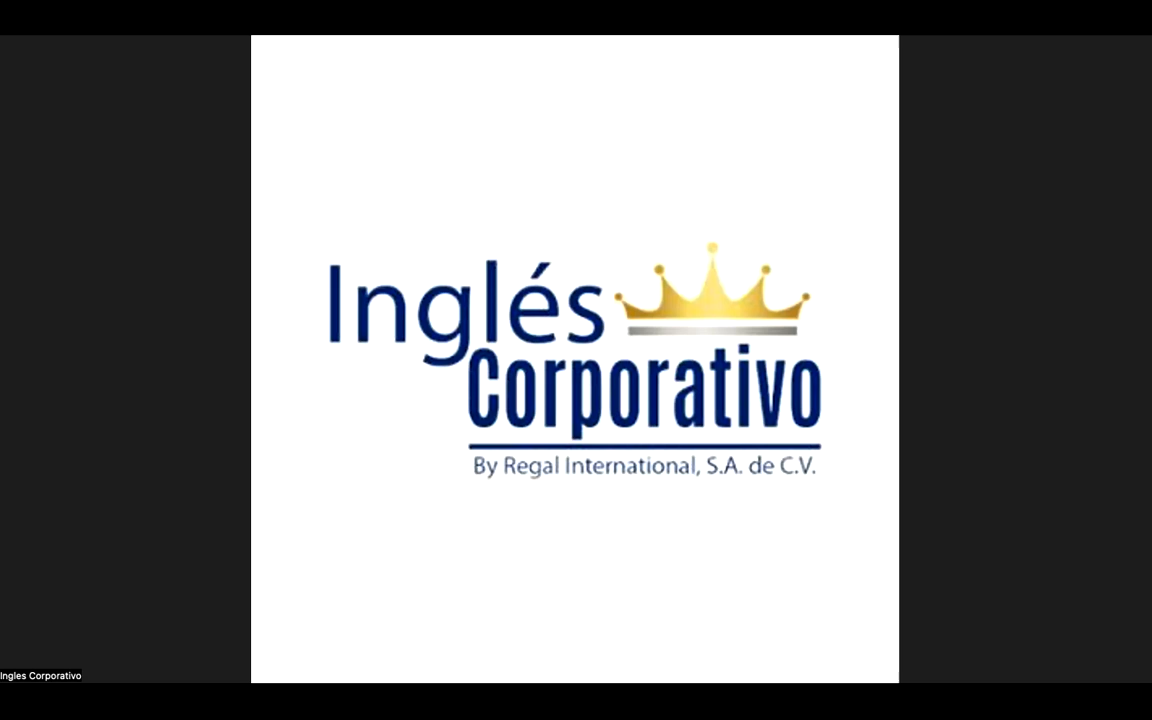 Inglés
Corporativo
By Regal International, S.A. de C.V.
Ingles Corporativo